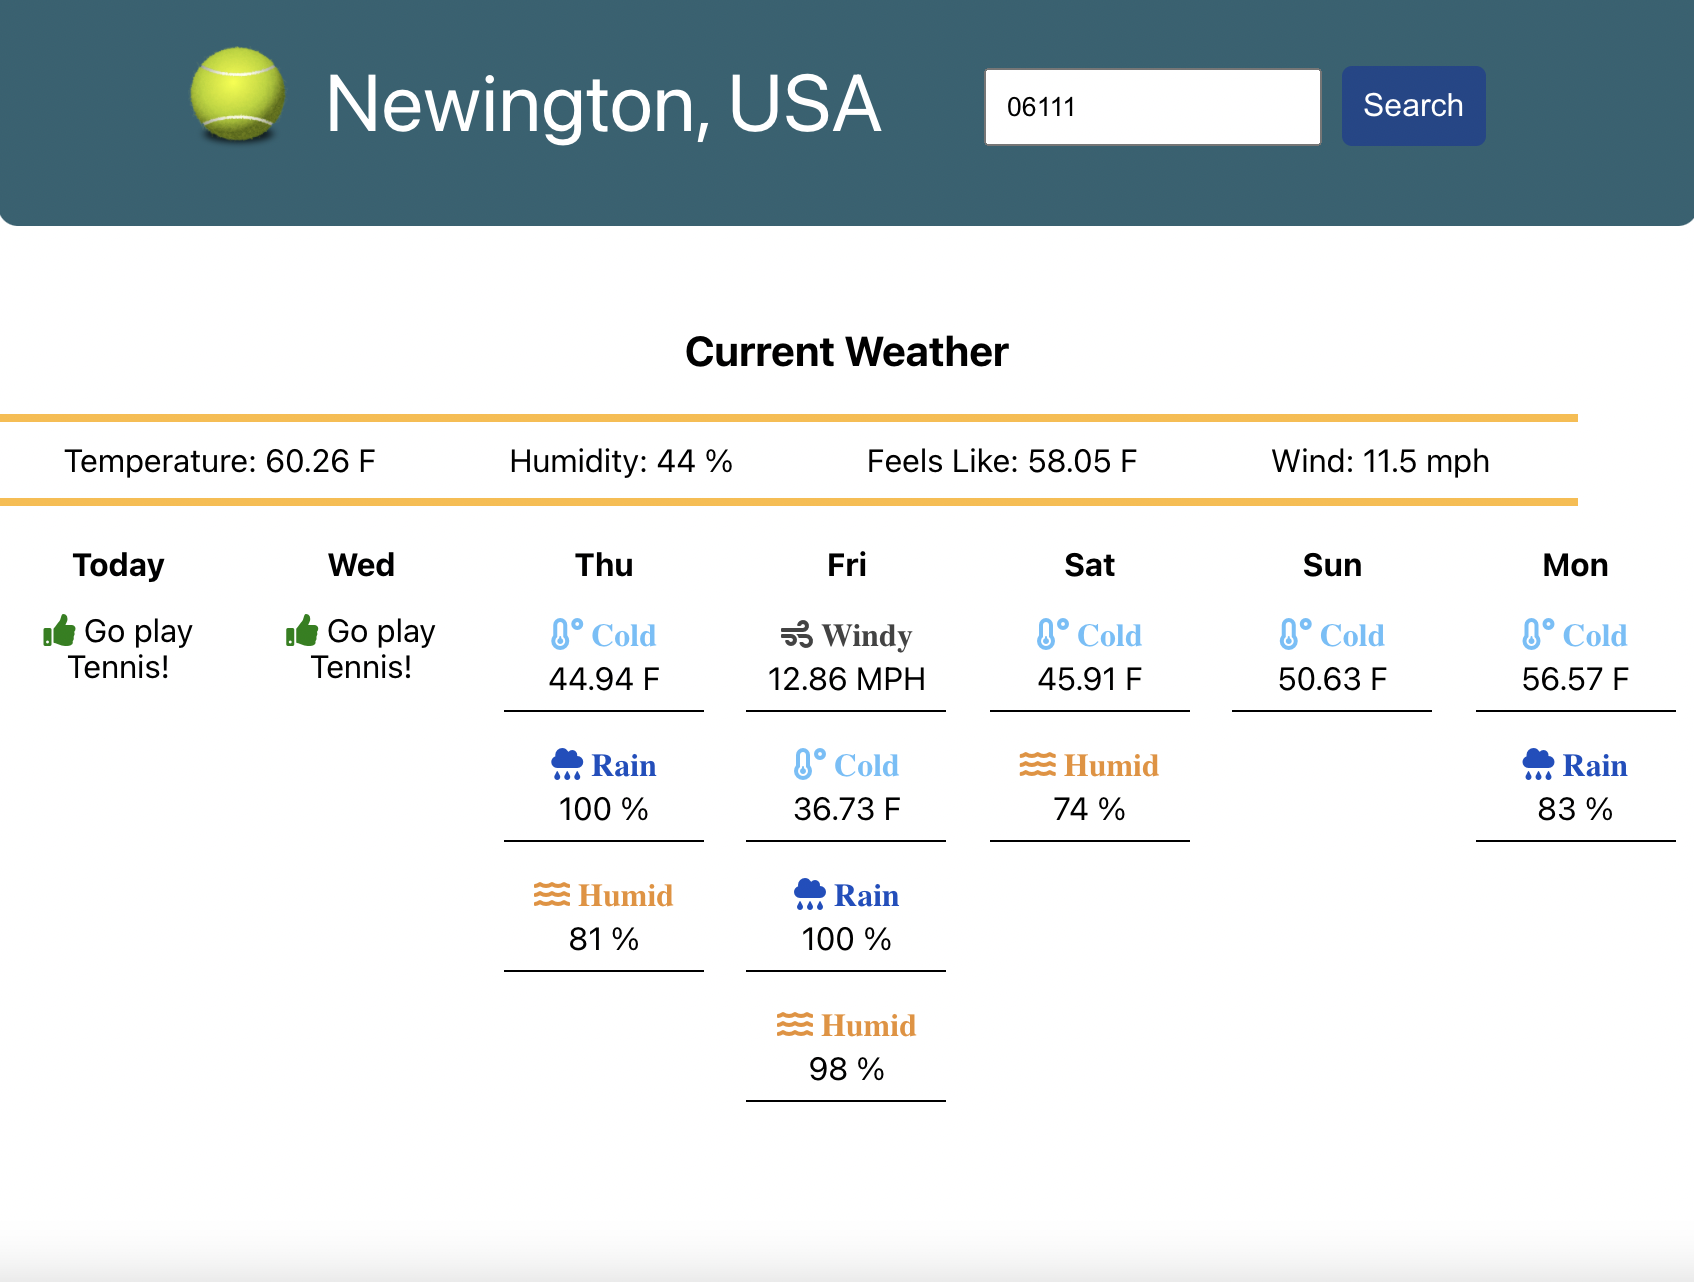 Newington, USA
06111
Search
Current Weather
Temperature: 60.26 F Humidity: 44 % Feels Like: 58.05 F Wind: 11.5 mph
Today
Go play
Tennis!
Wed
Go play
Tennis!
Thu
Cold
44.94 F
Rain
100 %
Humid
81 %
Fri
Windy
12.86 MPH
Cold
36.73 F
Rain
100 %
Humid
98 %
Sat
Cold
45.91 F
Humid
74 %
Sun
Cold
50.63 F
Mon
Cold
56.57 F
Rain
83 %